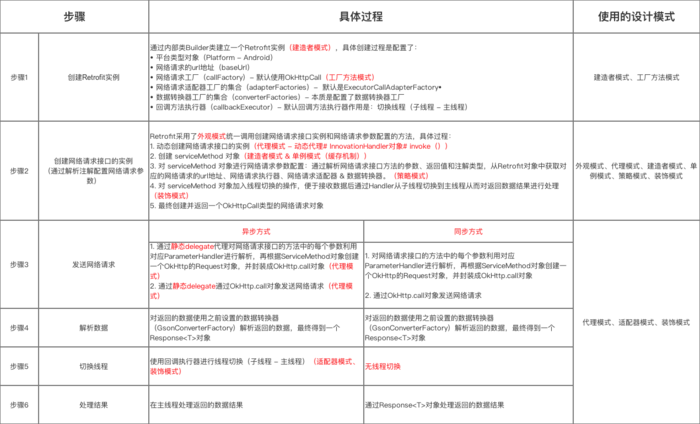 步骤
具体过程
使用的设计模式
步骤1
创建Retrofit实例
通过内部类Builder类建立一个Retrofit实例（建造者模式），具体创建过程是配置了：
• 平台类型对象（Platform - Android）
• 网络请求的url地址（baseUrl）
• 网络请求工厂（callFactory）- 默认使用OkHttpCall（工厂方法模式）
• 网络请求适配器工厂的集合（adapterFactories）- 默认是ExecutorCallAdapterFactory•
• 数据转换器工厂的集合（converterFactories）- 本质是配置了数据转换器工厂
• 回调方法执行器（callbackExecutor）- 默认回调方法执行器作用是：切换线程（子线程 - 主线程）
建造者模式、工厂方法模式
步骤2
创建网络请求接口的实例
（通过解析注解配置网络请求参
数）
Retroft采用了外观模式统一调用创建网络请求接口实例和网络请求参数配置的方法，具体过程：
1. 动态创建网络请求接口的实例（代理模式 - 动态代理# InnovationHandler对象# invoke（））
2. 创建 serviceMethod 对象（建造者模式 & 单例模式（缓存机制））
3. 对 serviceMethod 对象进行网络请求参数配置：通过解析网络请求接口方法的参数、返回值和注解类型，从Retrofit对象中获取对
应的网络请求的url地址、网络请求执行器、网络请求适配器 & 数据转换器。（策略模式）
4. 对 serviceMethod 对象加入线程切换的操作，便于接收数据后通过Handler从子线程切换到主线程从而对返回数据结果进行处理
（装饰模式）
5. 最终创建并返回一个OkHttpCall类型的网络请求对象
外观模式、代理模式、建造者模式、单
例模式、策略模式、装饰模式
步骤3
发送网络请求
异步方式
同步方式
1. 通过静态delegate代理对网络请求接口的方法中的每个参数利用
对应ParameterHandler进行解析，再根据ServiceMethod对象创建
一个OkHttp的Request对象，并封装成OkHttp.call对象（代理模
式）
2. 通过静态delegate通过OkHttp.call对象发送网络请求（代理模
式）
1. 对网络请求接口的方法中的每个参数利用对应
ParameterHandler进行解析，再根据ServiceMethod对象创建一
个OkHttp的Request对象，并封装成OkHttp.call对象
2. 通过OkHttp.call对象发送网络请求
代理模式、适配器模式、装饰模式
步骤4
解析数据
对返回的数据使用之前设置的数据转换器
（GsonConverterFactory）解析返回的数据，最终得到一个
Response<T>对象
对返回的数据使用之前设置的数据转换器
（GsonConverterFactory）解析返回的数据，最终得到一个
Response<T>对象
步骤5
切换线程
使用回调执行器进行线程切换（子线程 - 主线程）（适配器模式、
装饰模式）
无线程切换
步骤6
处理结果
在主线程处理返回的数据结果
通过Response<T>对象处理返回的数据结果